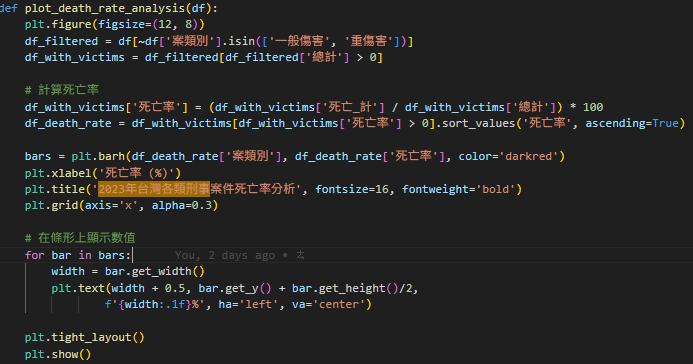 def plot_death_rate_analysis(df):
    plt.figure(figsize=(12, 8))
    df_filtered = df[~df['案類別'].isin(['一般傷害', '重傷害'])]
    df_with_victims = df_filtered[df_filtered['總計'] > 0]

    # 計算死亡率
    df_with_victims['死亡率'] = (df_with_victims['死亡_計'] / df_with_victims['總計']) * 100
    df_death_rate = df_with_victims[df_with_victims['死亡率'] > 0].sort_values('死亡率', ascending=True)

    bars = plt.barh(df_death_rate['案類別'], df_death_rate['死亡率'], color='darkred')
    plt.xlabel('死亡率 (%)')
    plt.title('2023年台灣各類刑事案件死亡率分析', fontsize=16, fontweight='bold')
    plt.grid(axis='x', alpha=0.3)

    # 在條形上顯示數值
    for bar in bars:    You, 2 days ago • ㄊ
        width = bar.get_width()
        plt.text(width + 0.5, bar.get_y() + bar.get_height()/2,
                f'{width:.1f}%', ha='left', va='center')

    plt.tight_layout()
    plt.show()